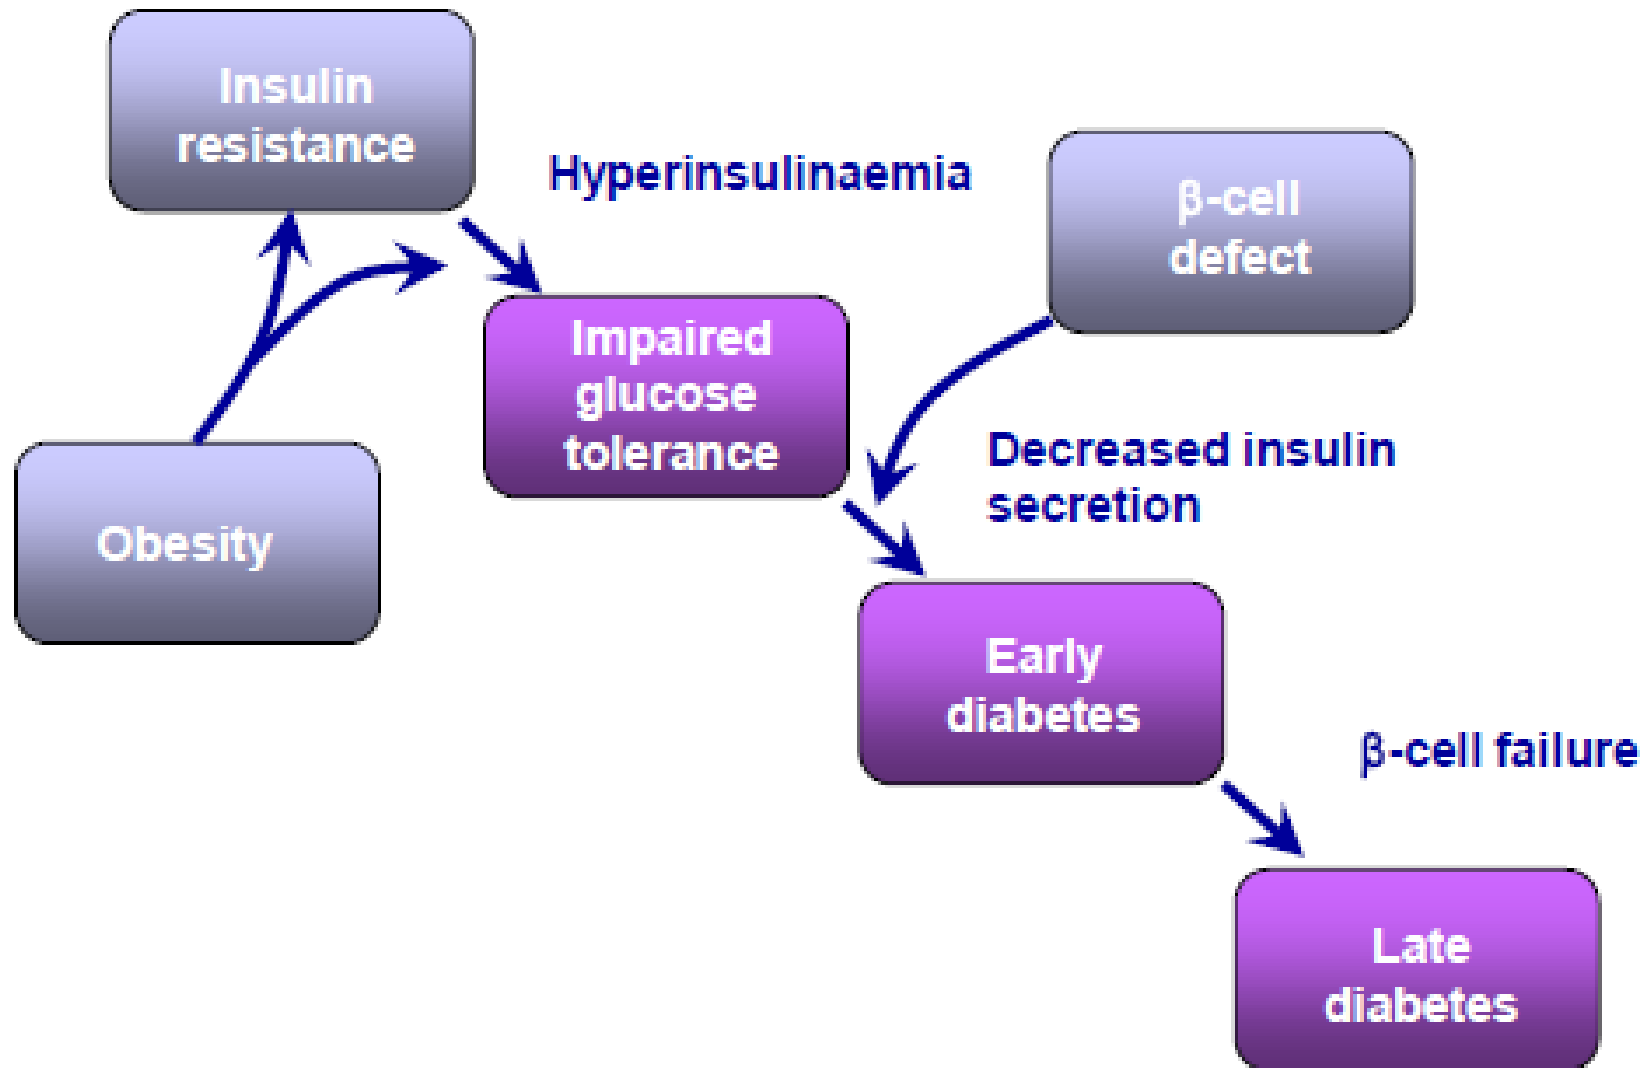 Insulin
resistance
Hyperinsulinaemia
β-cell
defect
Impaired
glucose
tolerance
Decreased insulin
secretion
Obesity
Early
diabetes
β-cell failure
Late
diabetes